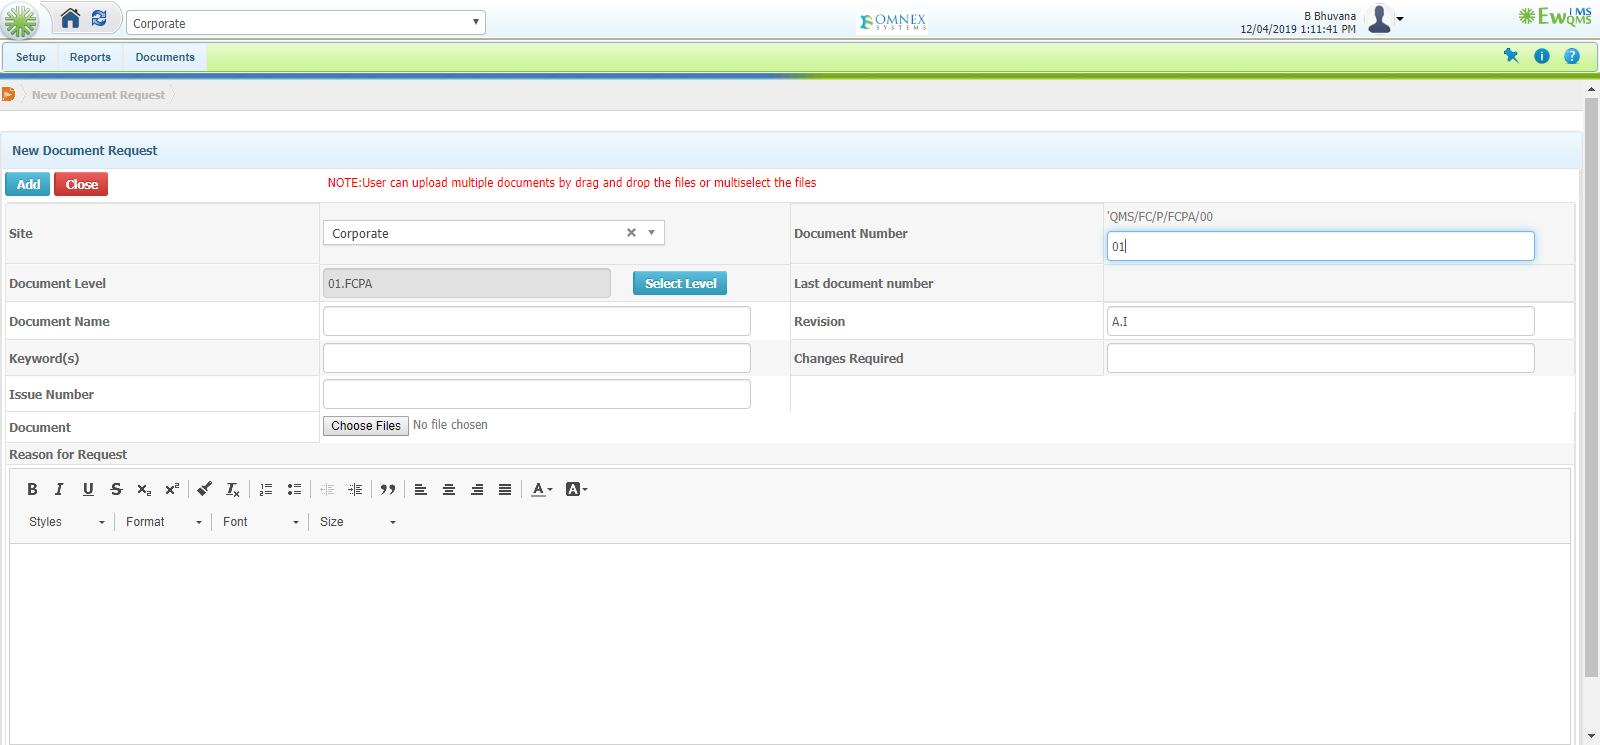 Corporate
OMNEX
SYSTEMS
B Bhuvana
12/04/2019 1:11:41 PM
EwQIMS
Setup Reports Documents
New Document Request
New Document Request
Add Close NOTE:User can upload multiple documents by drag and drop the files or multiselect the files
Site Corporate Document Number 'QMS/FC/P/FCPA/00
01
Document Level 01.FCPA Select Level Last document number
Document Name Revision A.I
Keyword(s) Changes Required
Issue Number
Document Choose Files No file chosen
Reason for Request
Styles Format Font Size